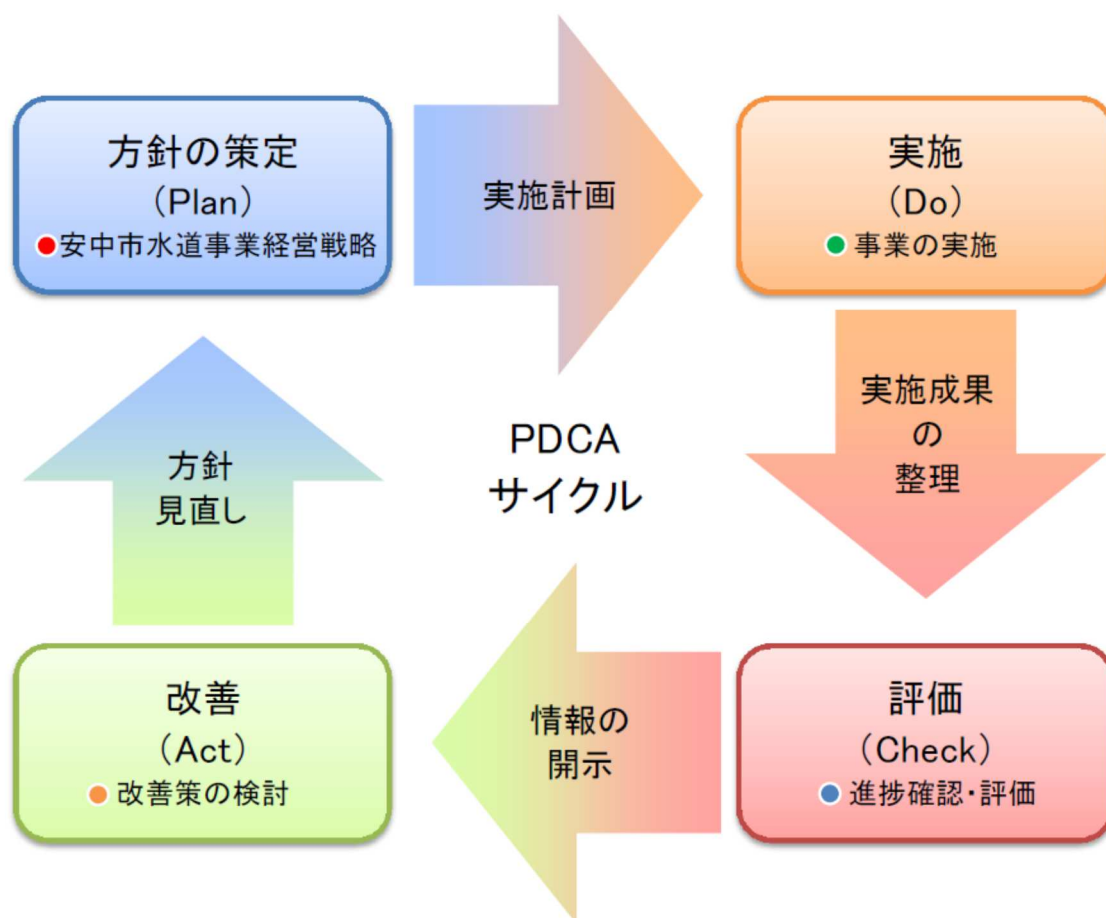 方針の策定
（Plan）
安中市水道事業経営戦略
実施計画
実施
（Do）
事業の実施
実施成果
の
整理
PDCA
サイクル
方針
見直し
改善
（Act）
改善策の検討
情報の
開示
評価
（Check）
進捗確認・評価